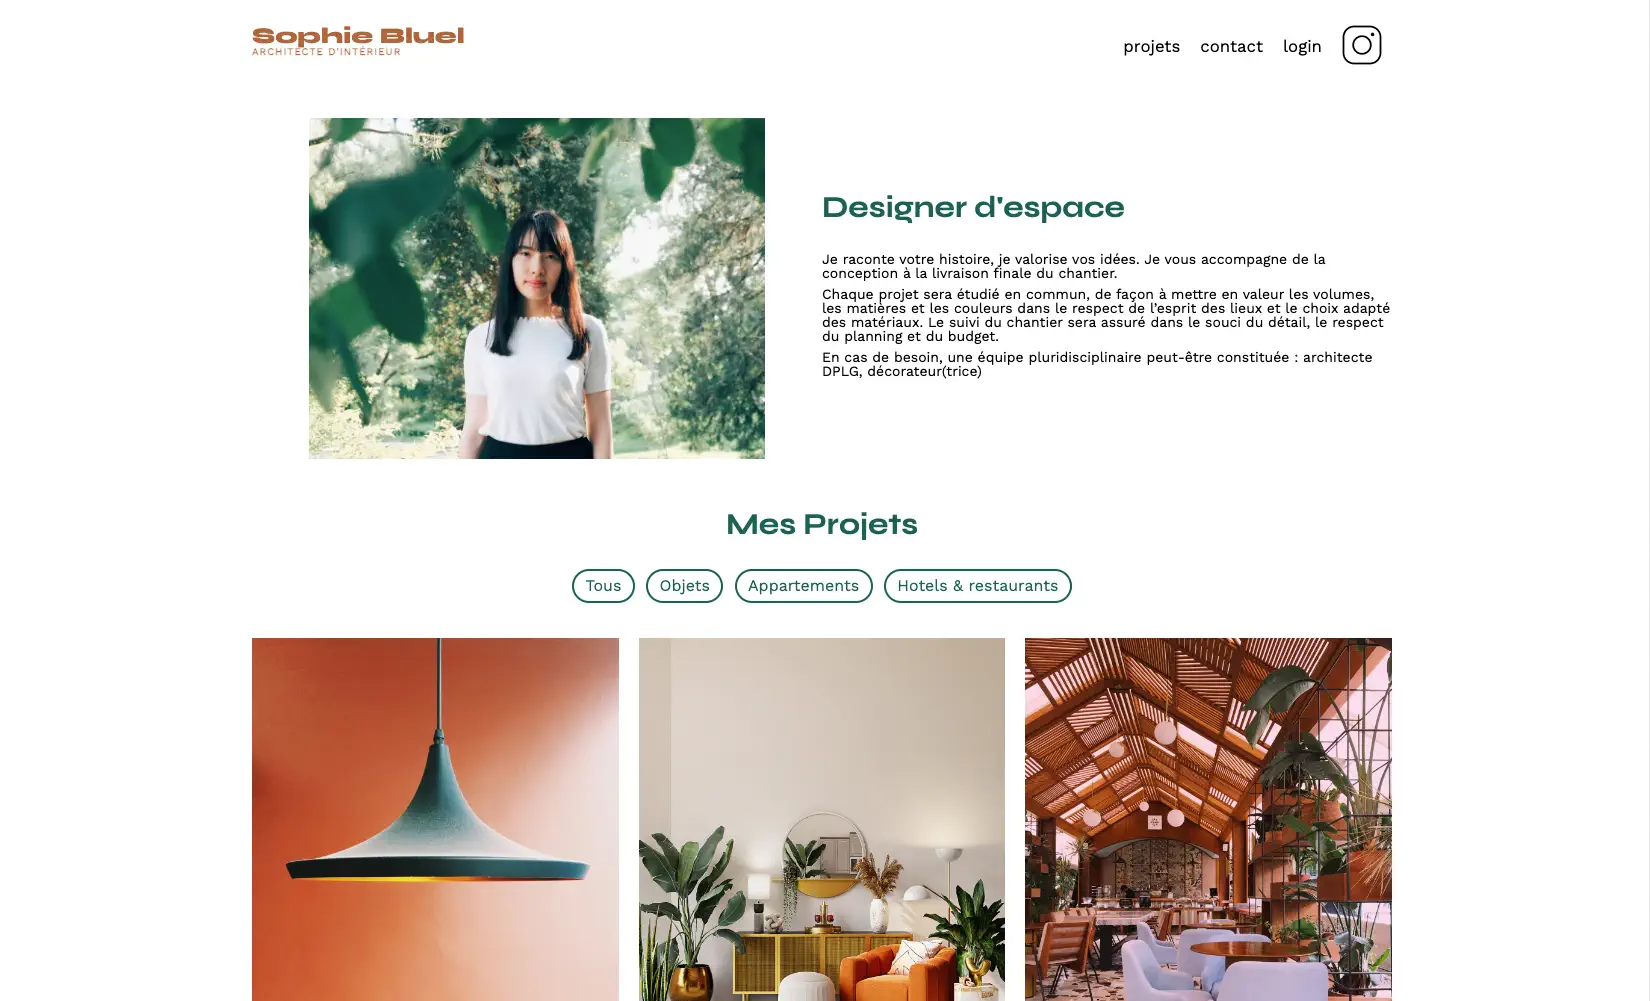 Sophie Bluel
ARCHITECTE D'INTÉRIEUR
projets contact login
Designer d'espace
Je raconte votre histoire, je valorise vos idées. Je vous accompagne de la
conception à la livraison finale du chantier.
Chaque projet sera étudié en commun, de façon à mettre en valeur les volumes,
les matières et les couleurs dans le respect de l’esprit des lieux et le choix adapté
des matériaux. Le suivi du chantier sera assuré dans le souci du détail, le respect
du planning et du budget.
En cas de besoin, une équipe pluridisciplinaire peut-être constituée : architecte
DPLG, décorateur(trice)
Mes Projets
Tous Objets Appartements Hotels & restaurants